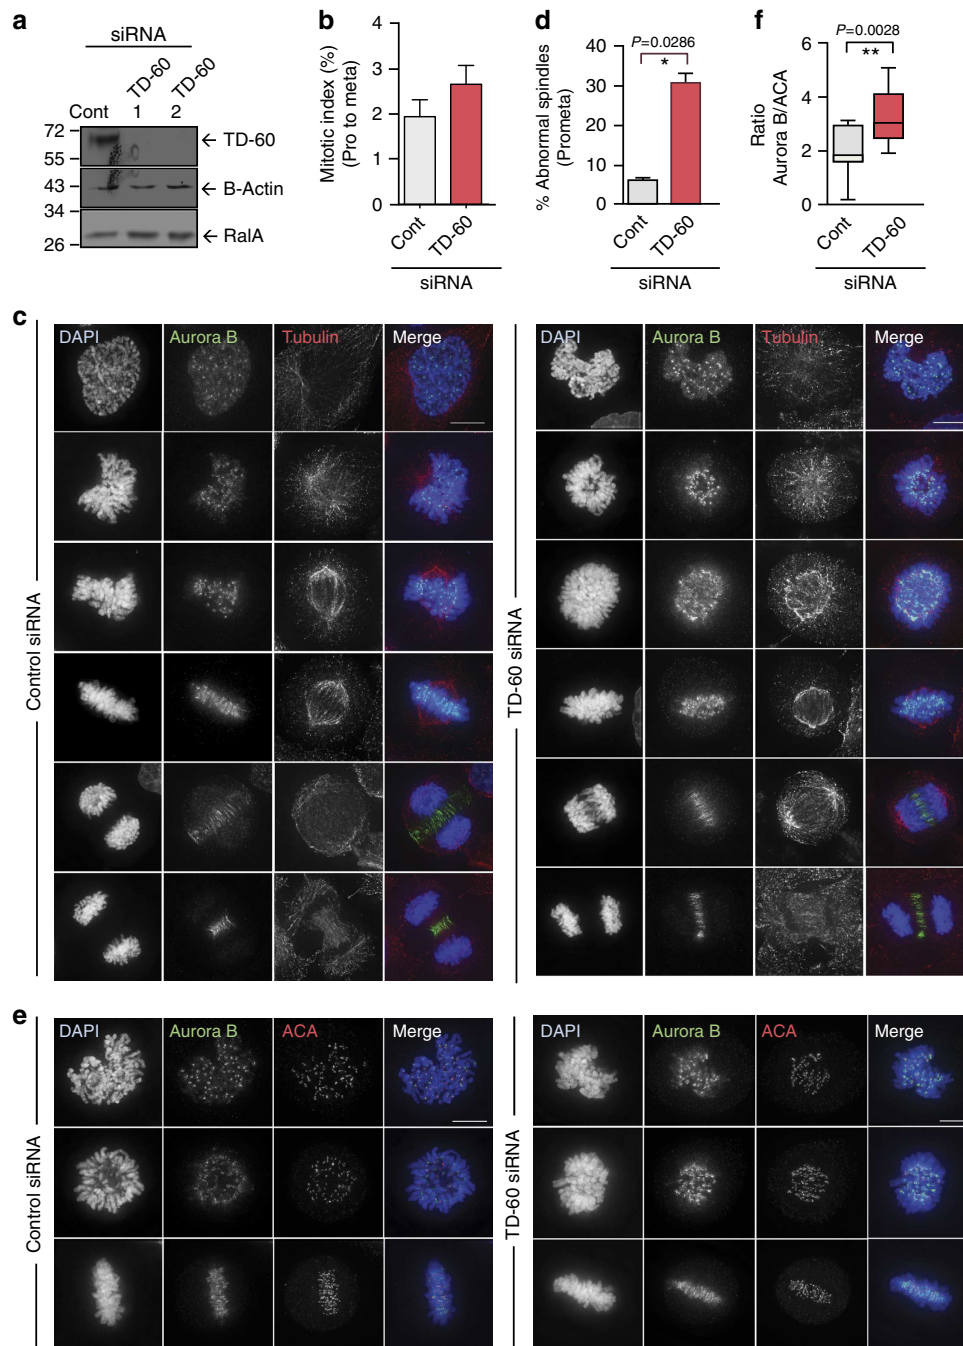 a
siRNA
Cont
TD-60 1
TD-60 2
72
55
43
34
26
← TD-60
← B-Actin
← RalA
b
Mitotic index (%)
(Pro to meta)
4
3
2
1
0
Cont
TD-60
siRNA
d
% Abnormal spindles
(Prometa)
P=0.0286
*
40
30
20
10
0
Cont
TD-60
siRNA
f
Ratio
Aurora B/ACA
P=0.0028
**
6
4
2
0
Cont
TD-60
siRNA
c
Control siRNA
DAPI Aurora B Tubulin Merge
TD-60 siRNA
DAPI Aurora B Tubulin Merge
e
Control siRNA
DAPI Aurora B ACA Merge
TD-60 siRNA
DAPI Aurora B ACA Merge